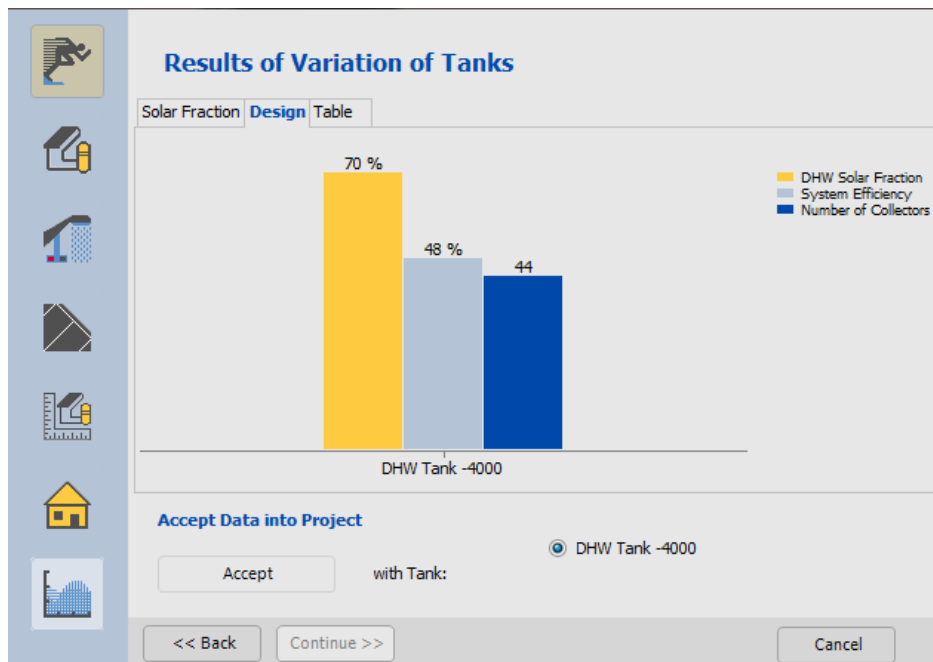 Results of Variation of Tanks
Solar Fraction Design Table
70 %
48 %
44
DHW Solar Fraction
System Efficiency
Number of Collectors
DHW Tank -4000
Accept Data into Project
DHW Tank -4000
Accept with Tank:
<< Back Continue >> Cancel